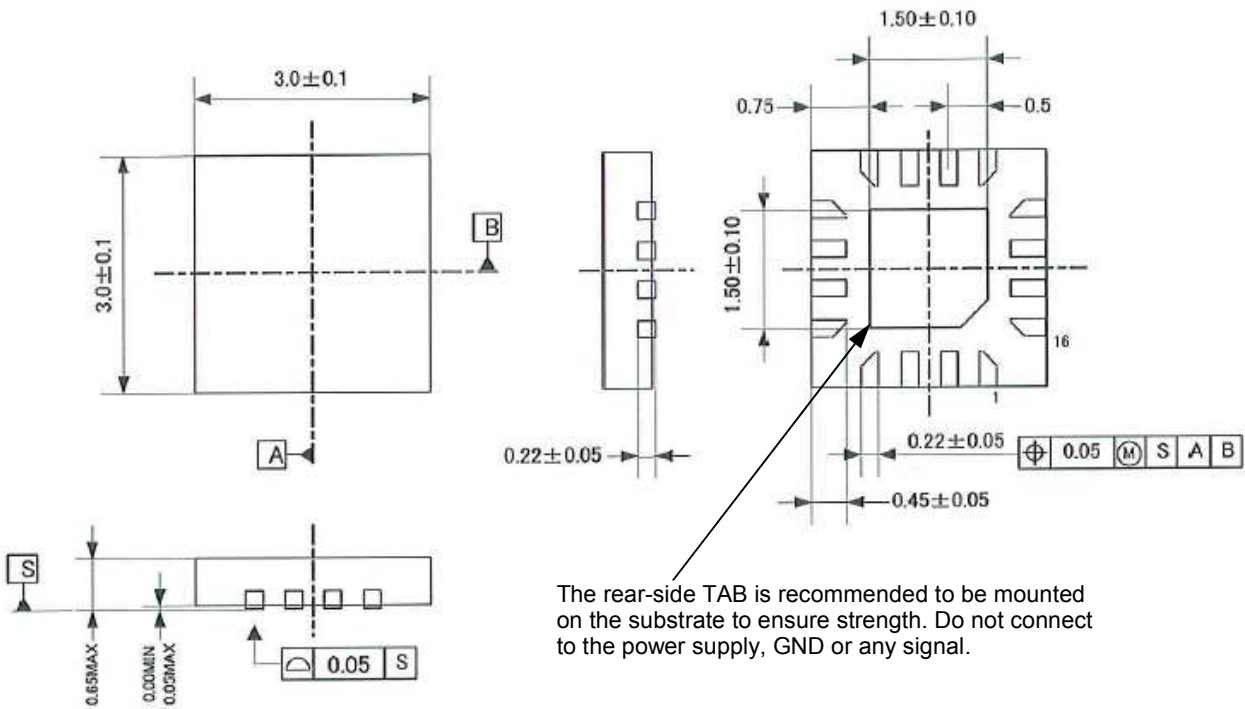 1.50±0.10
3.0±0.1
0.75
0.5
3.0±0.1
B
1.50±0.10
16
1
A
0.22±0.05
0.22±0.05
⌖ 0.05 Ⓜ S A B
0.45±0.05
S
0.65MAX
0.00MIN
0.05MAX
⌓ 0.05 S
The rear-side TAB is recommended to be mounted
on the substrate to ensure strength. Do not connect
to the power supply, GND or any signal.